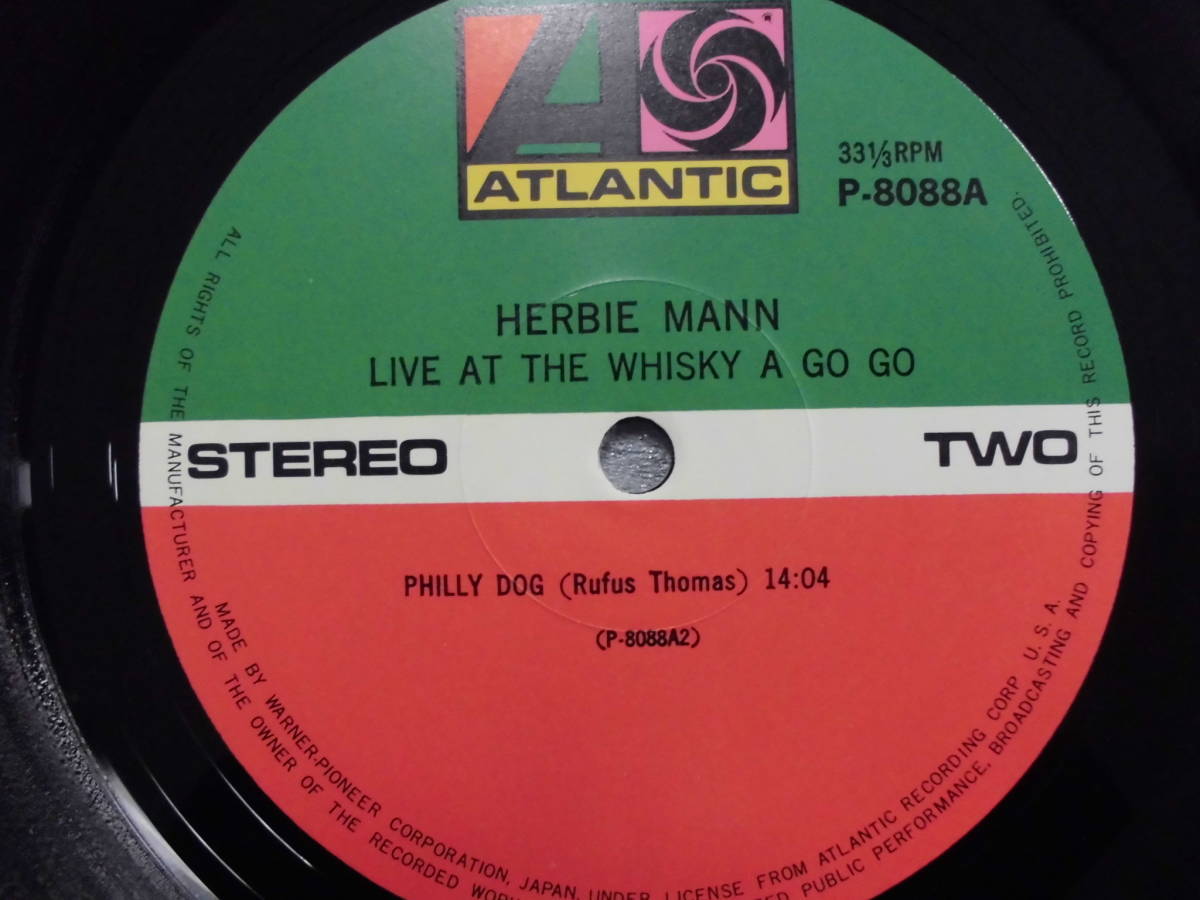 ATLANTIC
33⅓RPM
P-8088A
HERBIE MANN
LIVE AT THE WHISKY A GO GO
STEREO
TWO
PHILLY DOG (Rufus Thomas) 14:04
(P-8088A2)
MADE BY WARNER-PIONEER CORPORATION, JAPAN, UNDER LICENSE FROM ATLANTIC RECORDING CORP. U.S.A.
ALL RIGHTS OF THE MANUFACTURER AND OF THE OWNER OF THE RECORDED PUBLIC PERFORMANCE, BROADCASTING AND COPYING OF THIS RECORD PROHIBITED.